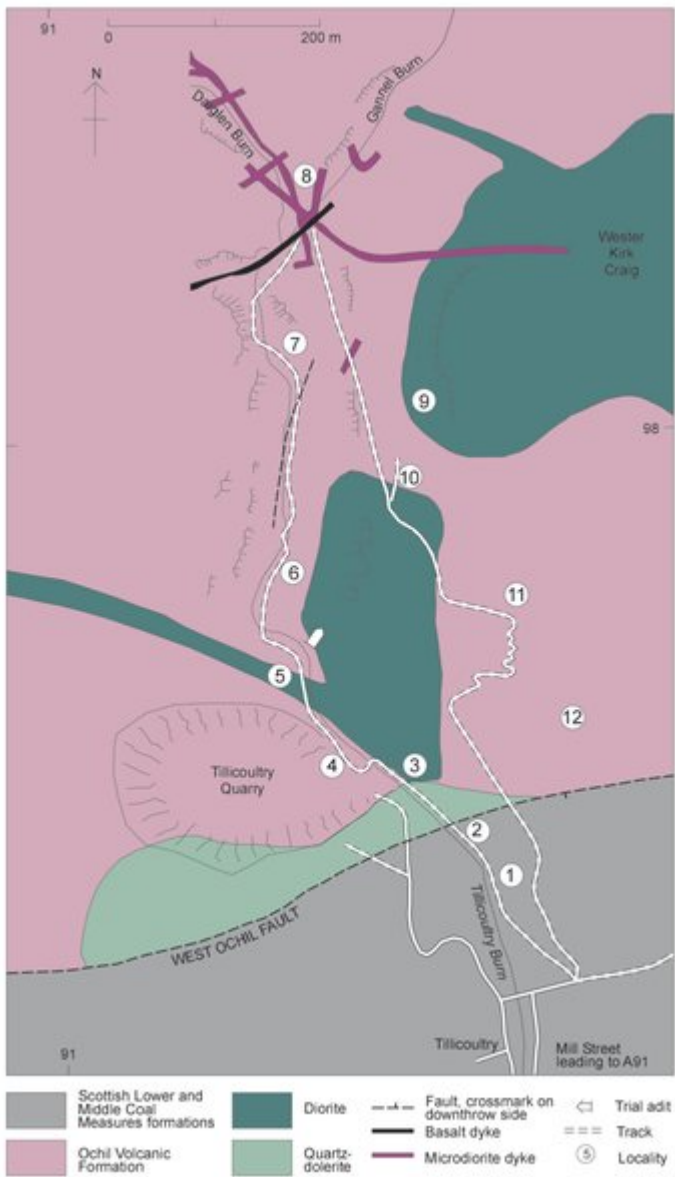 91
0
200 m
N
Gannel Burn
Daiglen Burn
8
Wester
Kirk
Craig
7
9
98
10
6
11
5
12
Tillicoultry
Quarry
4
3
2
1
WEST OCHIL FAULT
Tillicoultry Burn
91
Tillicoultry
Mill Street
leading to A91
Scottish Lower and
Middle Coal
Measures formations
Diorite
Fault, crossmark on
downthrow side
Trial adit
Basalt dyke
Track
Ochil Volcanic
Formation
Quartz-
dolerite
Microdiorite dyke
5
Locality